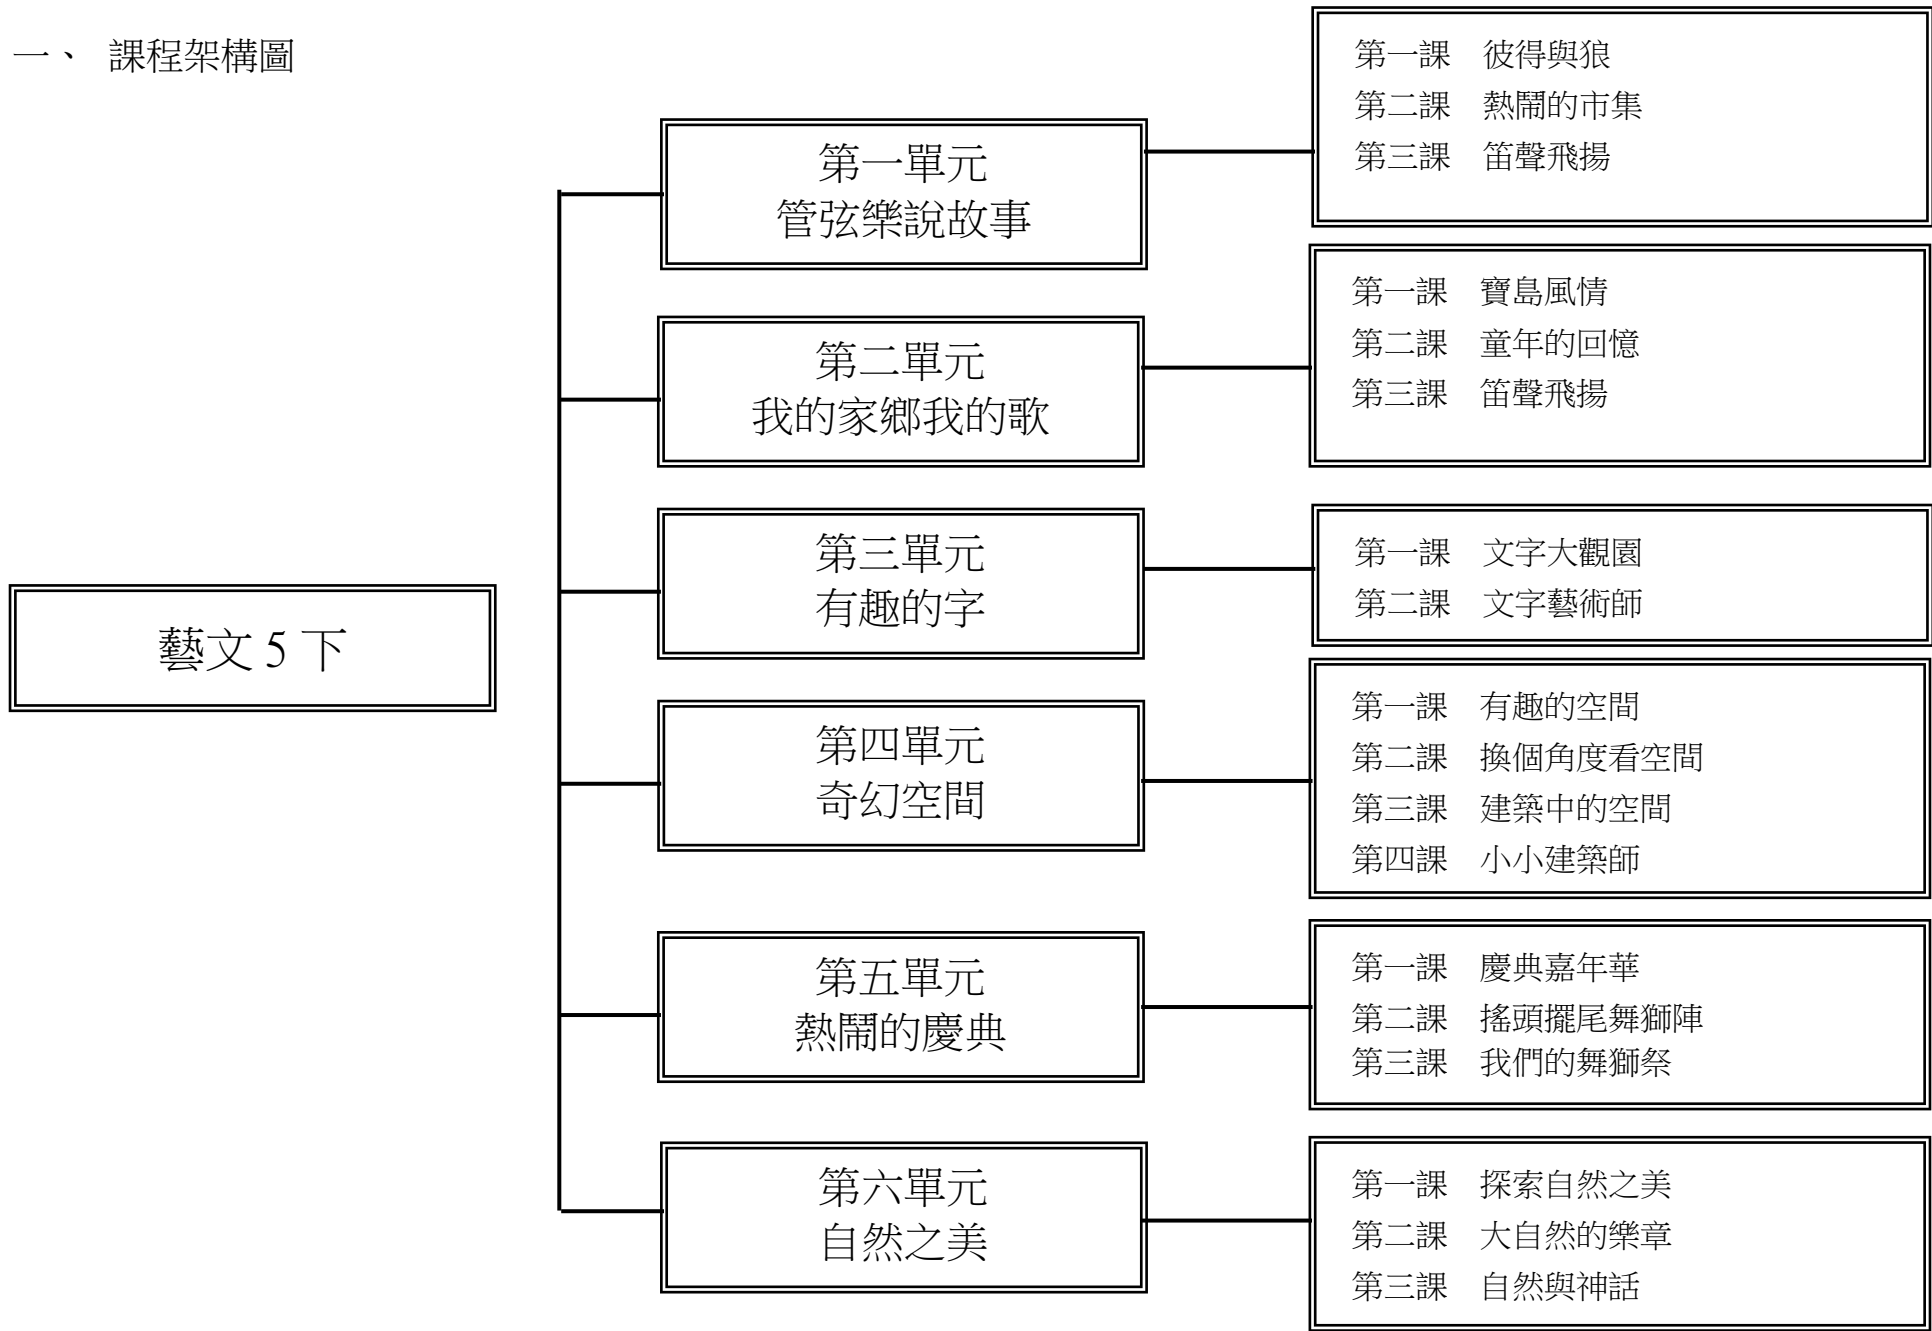 一、 課程架構圖
藝文 5 下
第一單元
管弦樂說故事
第一課　彼得與狼
第二課　熱鬧的市集
第三課　笛聲飛揚
第二單元
我的家鄉我的歌
第一課　寶島風情
第二課　童年的回憶
第三課　笛聲飛揚
第三單元
有趣的字
第一課　文字大觀園
第二課　文字藝術師
第四單元
奇幻空間
第一課　有趣的空間
第二課　換個角度看空間
第三課　建築中的空間
第四課　小小建築師
第五單元
熱鬧的慶典
第一課　慶典嘉年華
第二課　搖頭擺尾舞獅陣
第三課　我們的舞獅祭
第六單元
自然之美
第一課　探索自然之美
第二課　大自然的樂章
第三課　自然與神話